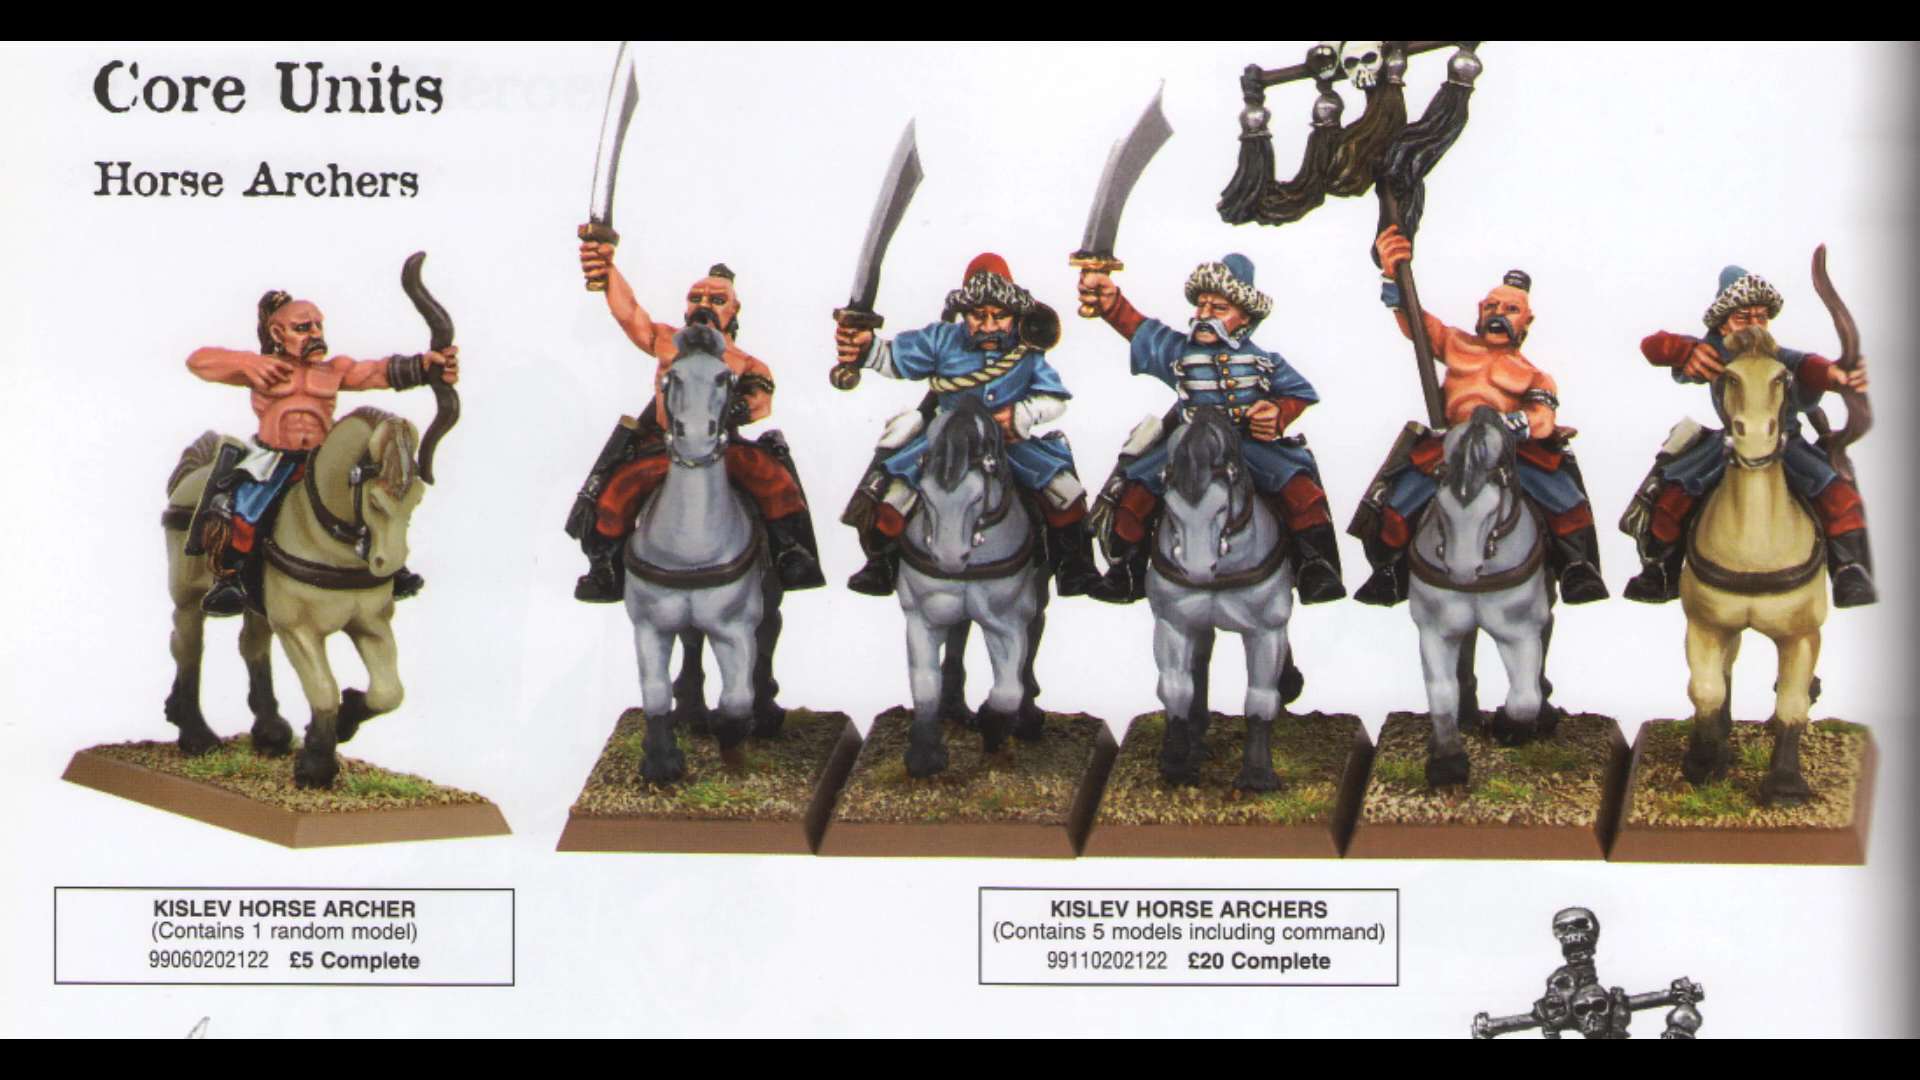 Core Units
Horse Archers
KISLEV HORSE ARCHER
(Contains 1 random model)
99060202122 £5 Complete
KISLEV HORSE ARCHERS
(Contains 5 models including command)
99110202122 £20 Complete